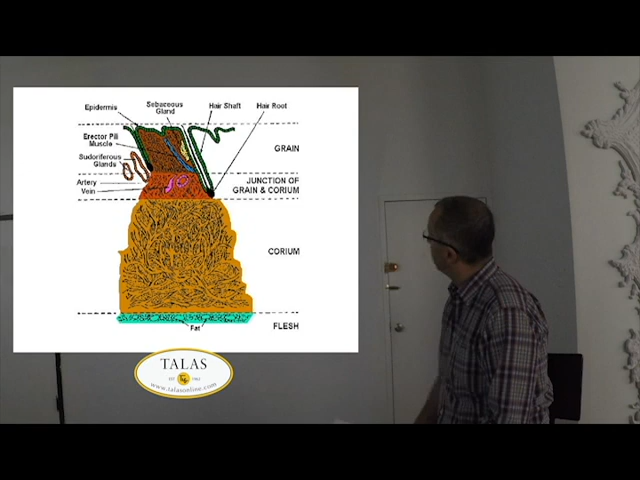 Epidermis
Sebaceous
Gland
Hair Shaft
Hair Root
Erector Pili
Muscle
GRAIN
Sudoriferous
Glands
Artery
Vein
JUNCTION OF
GRAIN & CORIUM
CORIUM
Fat
FLESH
TALAS
www.talasonline.com